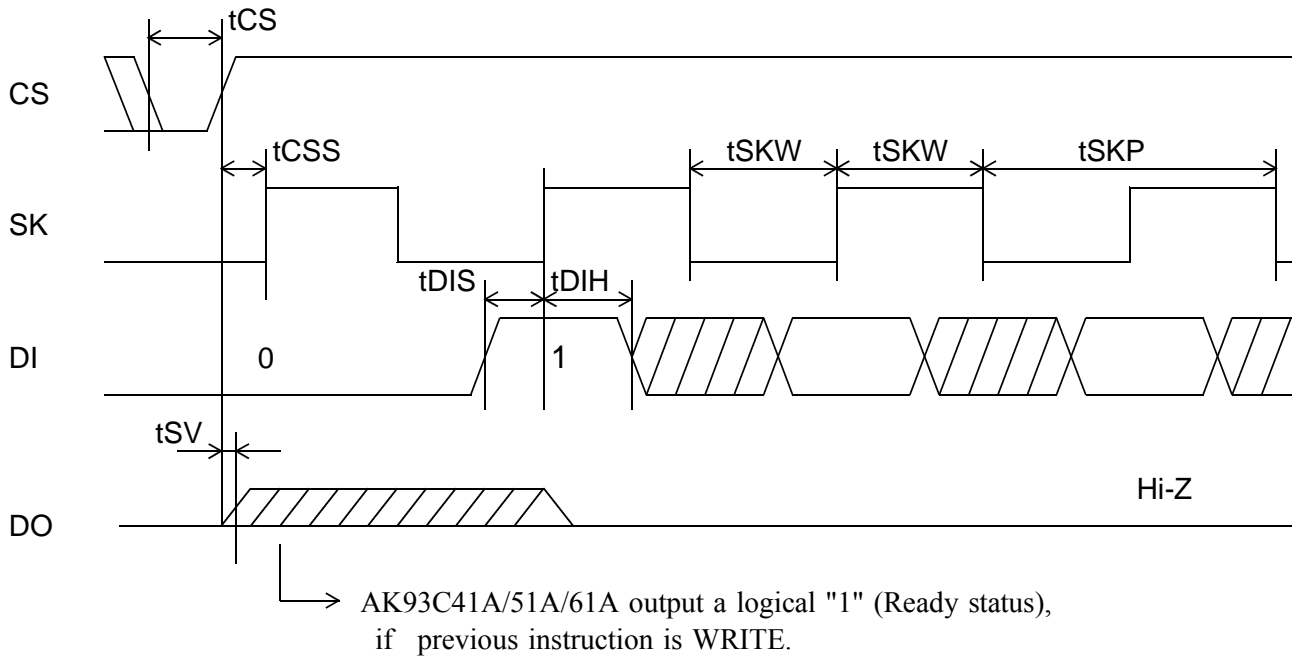 tCS
CS
tCSS
tSKW
tSKW
tSKP
SK
tDIS
tDIH
DI
0
1
tSV
Hi-Z
DO
AK93C41A/51A/61A output a logical "1" (Ready status),
if previous instruction is WRITE.